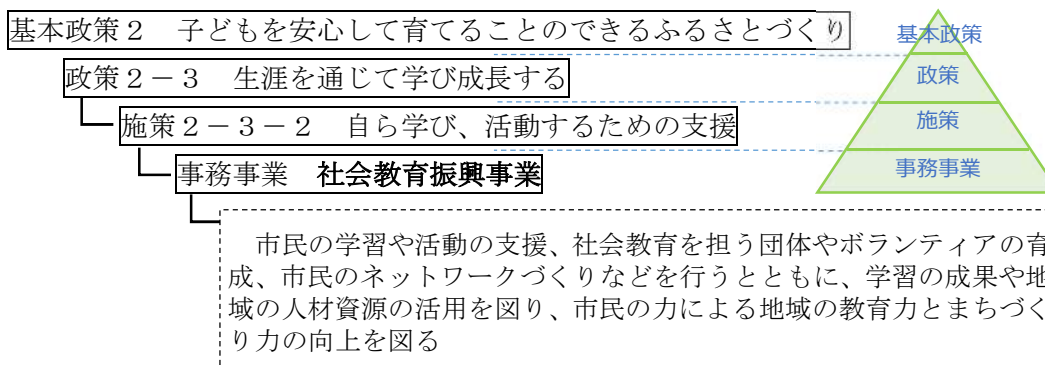 基本政策２　子どもを安心して育てることのできるふるさとづくり
政策２－３　生涯を通じて学び成長する
施策２－３－２　自ら学び、活動するための支援
事務事業　社会教育振興事業
市民の学習や活動の支援、社会教育を担う団体やボランティアの育
成、市民のネットワークづくりなどを行うとともに、学習の成果や地
域の人材資源の活用を図り、市民の力による地域の教育力とまちづく
り力の向上を図る
基本政策
政策
施策
事務事業